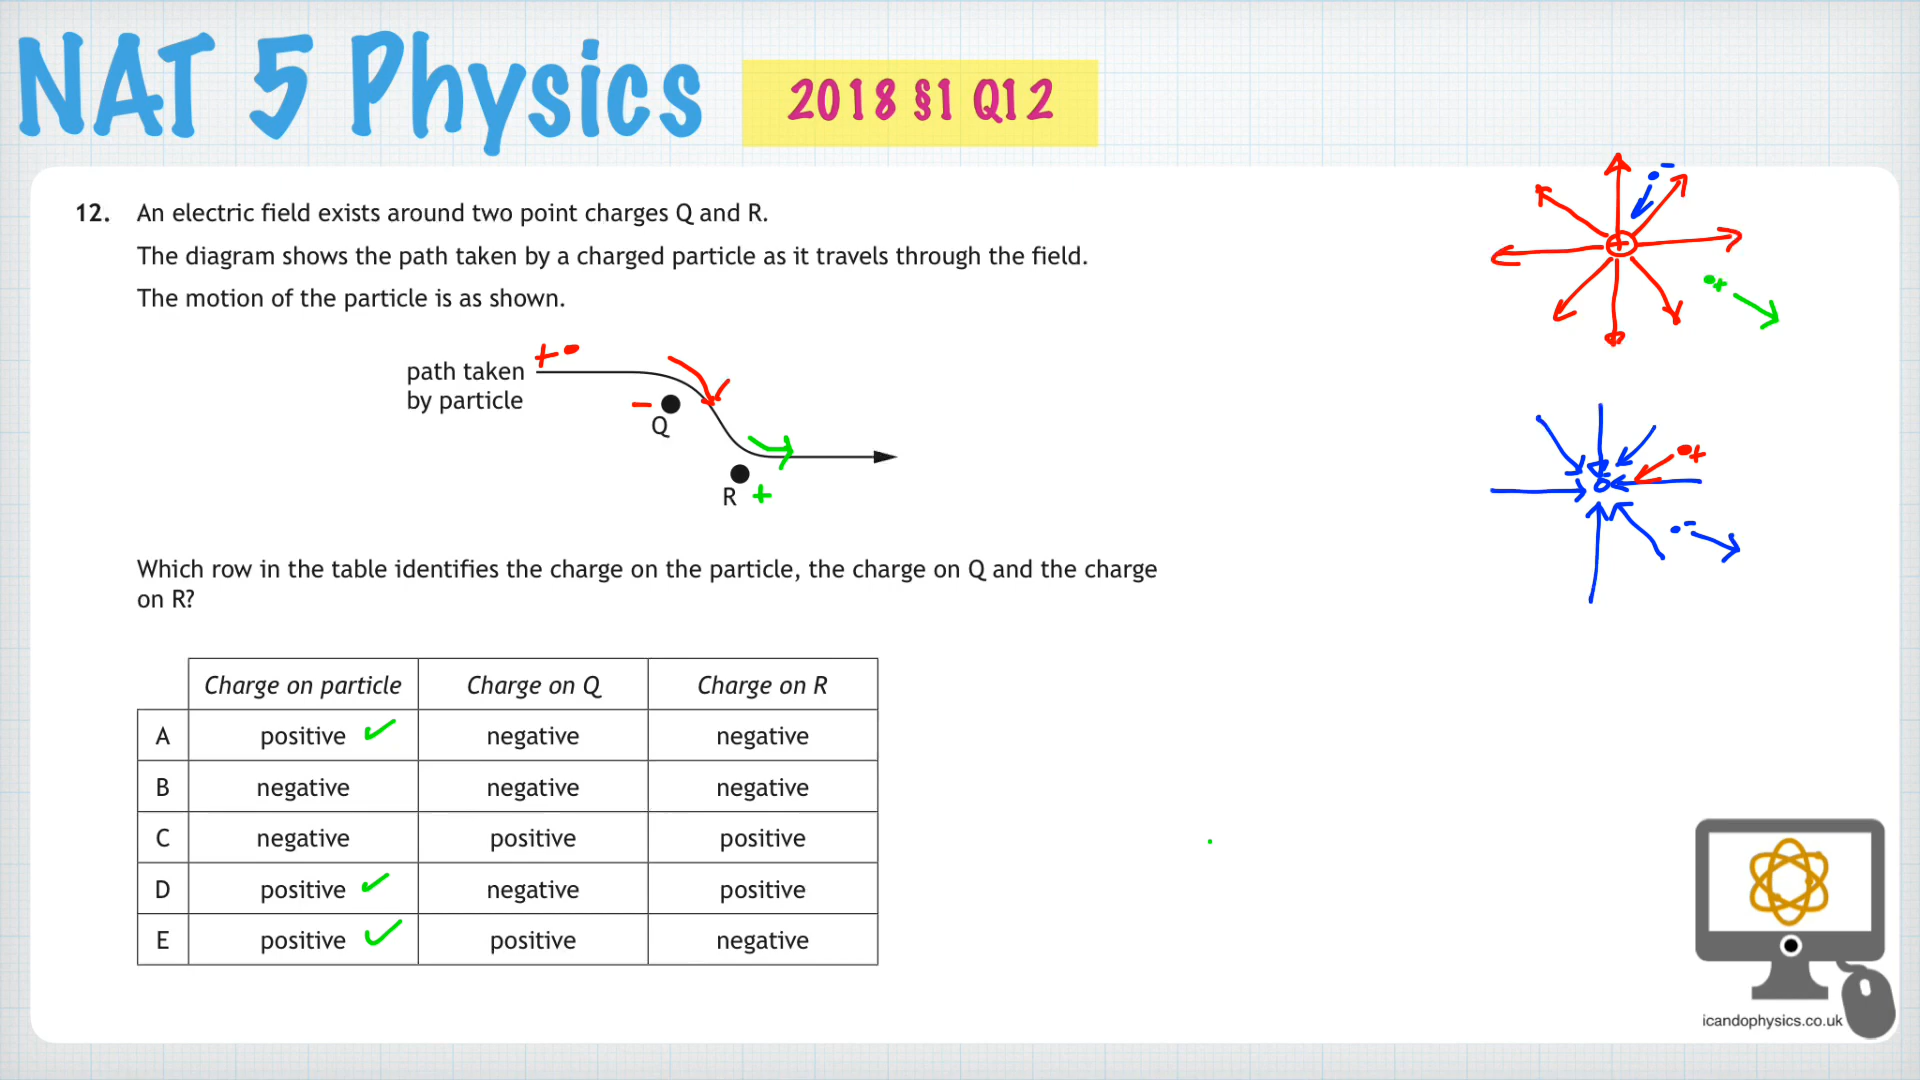 NAT 5 Physics
2018 §1 Q12
12. An electric field exists around two point charges Q and R.
The diagram shows the path taken by a charged particle as it travels through the field.
The motion of the particle is as shown.
path taken
by particle
+
-
Q
R +
+
-
+
+
-
Which row in the table identifies the charge on the particle, the charge on Q and the charge
on R?
Charge on particle Charge on Q Charge on R
A positive ✓ negative negative
B negative negative negative
C negative positive positive
D positive ✓ negative positive
E positive ✓ positive negative
icandophysics.co.uk